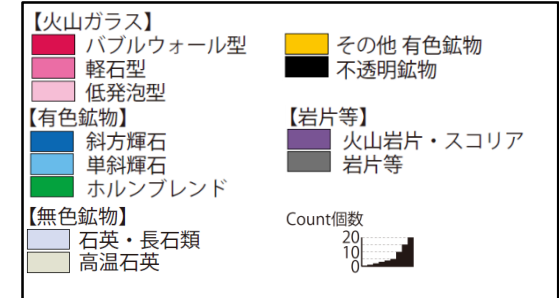 【火山ガラス】
バブルウォール型
軽石型
低発泡型
【有色鉱物】
斜方輝石
単斜輝石
ホルンブレンド
【無色鉱物】
石英・長石類
高温石英
その他 有色鉱物
不透明鉱物
【岩片等】
火山岩片・スコリア
岩片等
Count個数
20
10
0